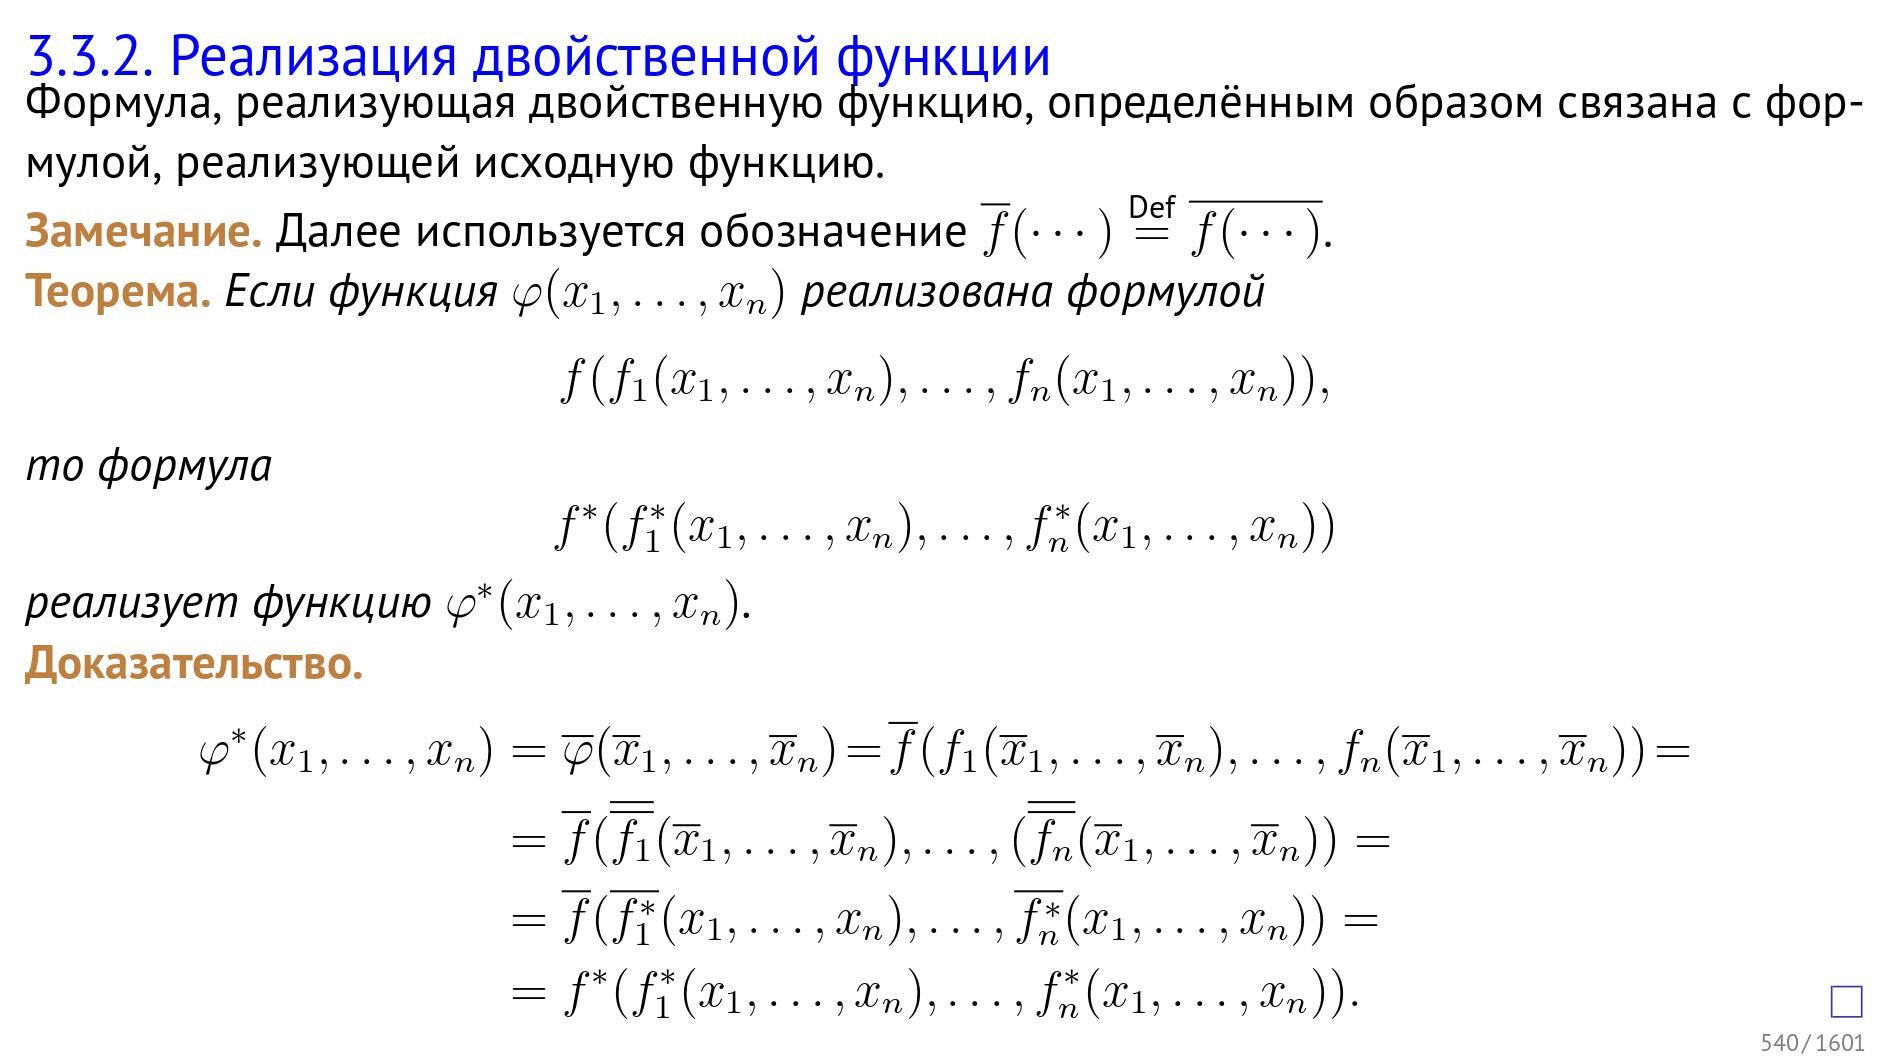 3.3.2. Реализация двойственной функции
Формула, реализующая двойственную функцию, определённым образом связана с фор-
мулой, реализующей исходную функцию.
Замечание. Далее используется обозначение $\overline{f}(\cdots) \stackrel{\text{Def}}{=} \overline{f(\cdots)}$.
Теорема. Если функция $\varphi(x_1, \ldots, x_n)$ реализована формулой
$f(f_1(x_1, \ldots, x_n), \ldots, f_n(x_1, \ldots, x_n)),$
то формула
$f^*(f_1^*(x_1, \ldots, x_n), \ldots, f_n^*(x_1, \ldots, x_n))$
реализует функцию $\varphi^*(x_1, \ldots, x_n)$.
Доказательство.
$\varphi^*(x_1, \ldots, x_n) = \overline{\varphi}(\overline{x}_1, \ldots, \overline{x}_n) = \overline{f}(f_1(\overline{x}_1, \ldots, \overline{x}_n), \ldots, f_n(\overline{x}_1, \ldots, \overline{x}_n)) =$
$= \overline{f}(\overline{\overline{f_1}}(\overline{x}_1, \ldots, \overline{x}_n), \ldots, (\overline{\overline{f_n}}(\overline{x}_1, \ldots, \overline{x}_n)) =$
$= \overline{f}(\overline{f_1^*}(x_1, \ldots, x_n), \ldots, \overline{f_n^*}(x_1, \ldots, x_n)) =$
$= f^*(f_1^*(x_1, \ldots, x_n), \ldots, f_n^*(x_1, \ldots, x_n)).$ □
540/1601